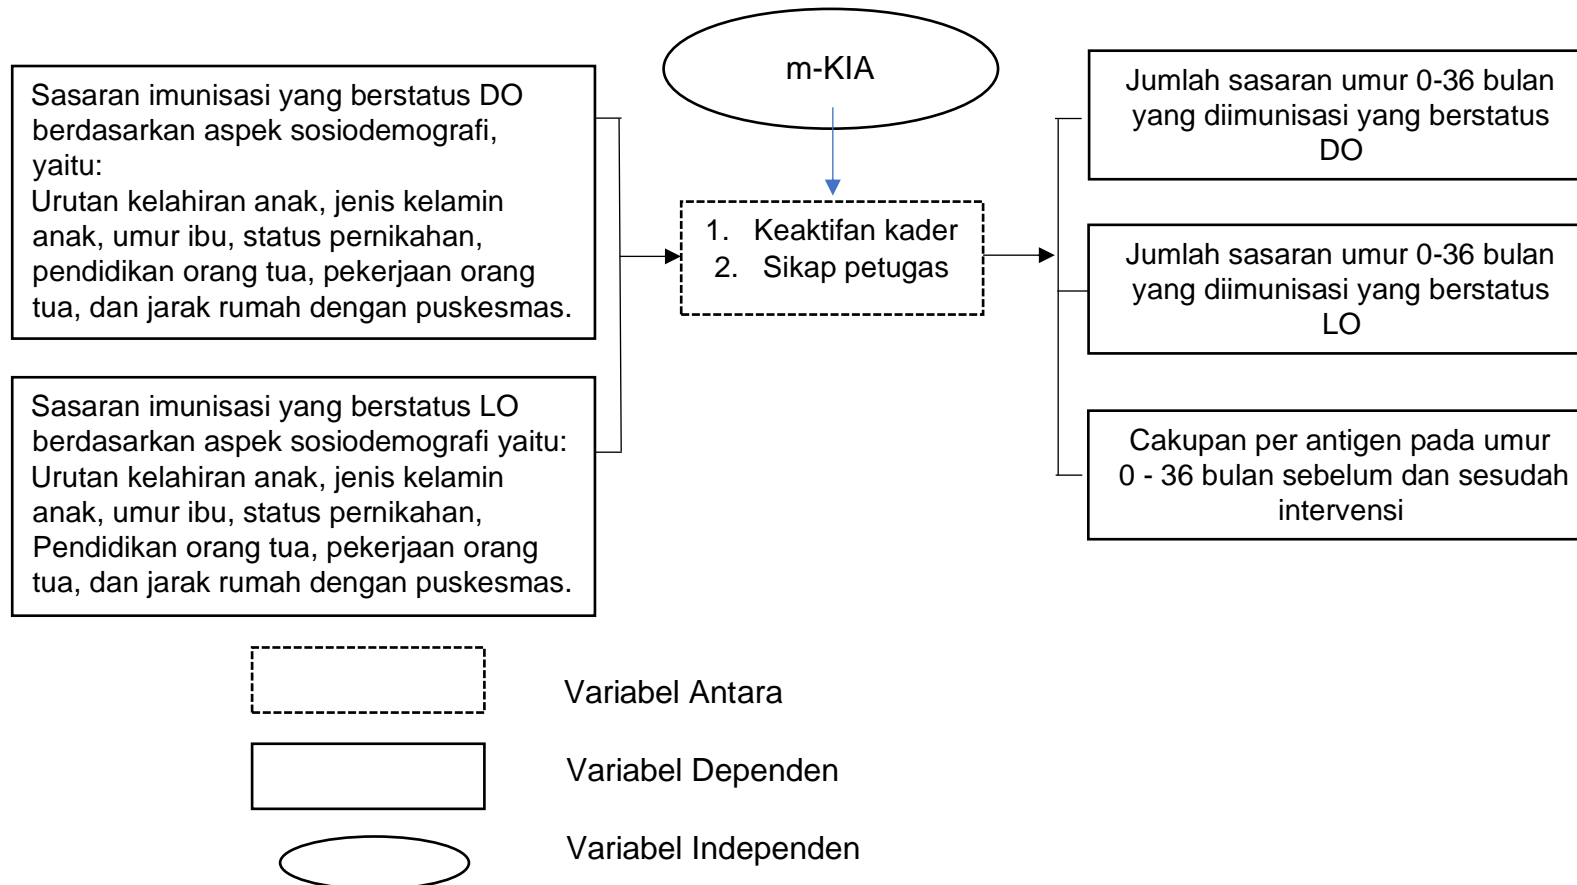 m-KIA
Sasaran imunisasi yang berstatus DO
berdasarkan aspek sosiodemografi,
yaitu:
Urutan kelahiran anak, jenis kelamin
anak, umur ibu, status pernikahan,
pendidikan orang tua, pekerjaan orang
tua, dan jarak rumah dengan puskesmas.
Sasaran imunisasi yang berstatus LO
berdasarkan aspek sosiodemografi yaitu:
Urutan kelahiran anak, jenis kelamin
anak, umur ibu, status pernikahan,
Pendidikan orang tua, pekerjaan orang
tua, dan jarak rumah dengan puskesmas.
1. Keaktifan kader
2. Sikap petugas
Jumlah sasaran umur 0-36 bulan
yang diimunisasi yang berstatus
DO
Jumlah sasaran umur 0-36 bulan
yang diimunisasi yang berstatus
LO
Cakupan per antigen pada umur
0 - 36 bulan sebelum dan sesudah
intervensi
Variabel Antara
Variabel Dependen
Variabel Independen